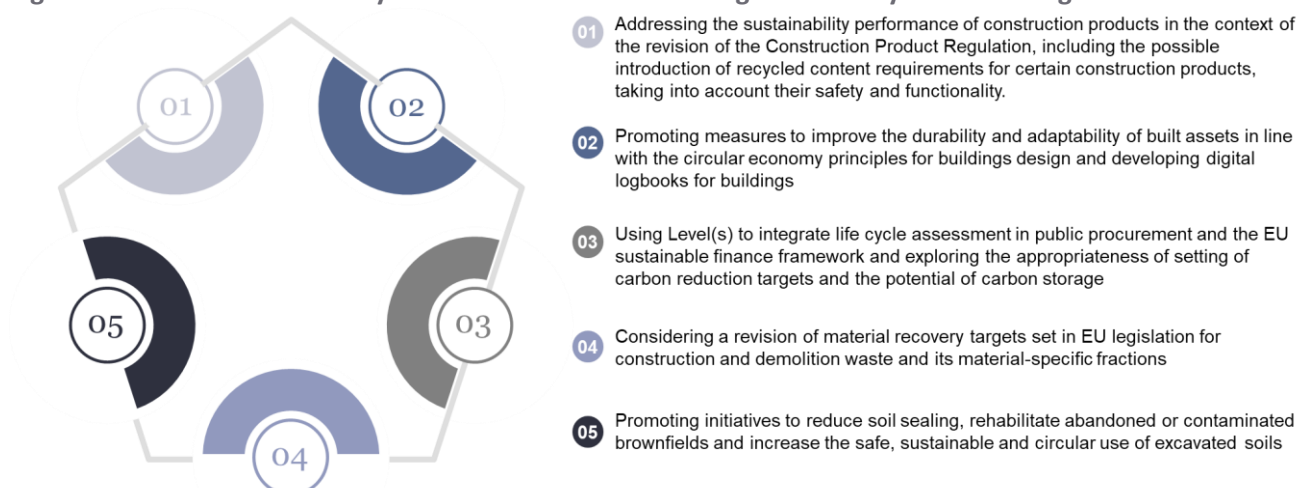 01
02
03
04
05
01 Addressing the sustainability performance of construction products in the context of
the revision of the Construction Product Regulation, including the possible
introduction of recycled content requirements for certain construction products,
taking into account their safety and functionality.
02 Promoting measures to improve the durability and adaptability of built assets in line
with the circular economy principles for buildings design and developing digital
logbooks for buildings
03 Using Level(s) to integrate life cycle assessment in public procurement and the EU
sustainable finance framework and exploring the appropriateness of setting of
carbon reduction targets and the potential of carbon storage
04 Considering a revision of material recovery targets set in EU legislation for
construction and demolition waste and its material-specific fractions
05 Promoting initiatives to reduce soil sealing, rehabilitate abandoned or contaminated
brownfields and increase the safe, sustainable and circular use of excavated soils